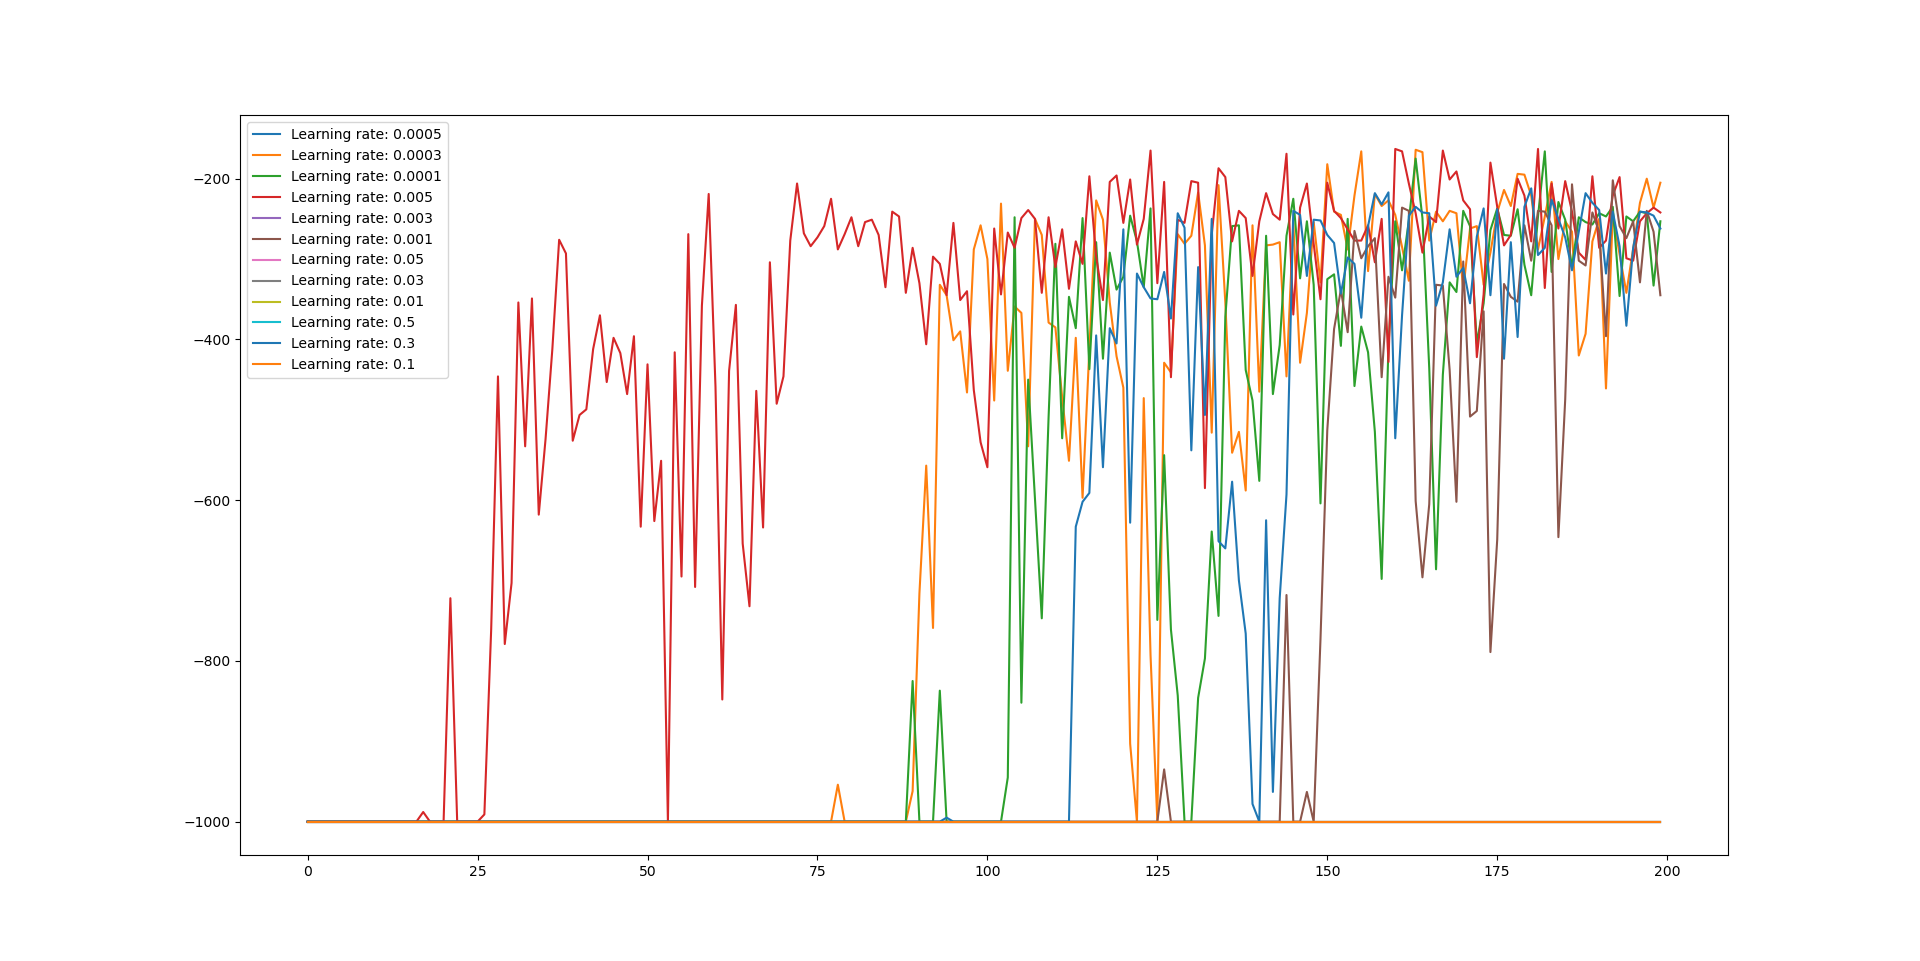 Learning rate: 0.0005
Learning rate: 0.0003
Learning rate: 0.0001
Learning rate: 0.005
Learning rate: 0.003
Learning rate: 0.001
Learning rate: 0.05
Learning rate: 0.03
Learning rate: 0.01
Learning rate: 0.5
Learning rate: 0.3
Learning rate: 0.1
−200
−400
−600
−800
−1000
0 25 50 75 100 125 150 175 200